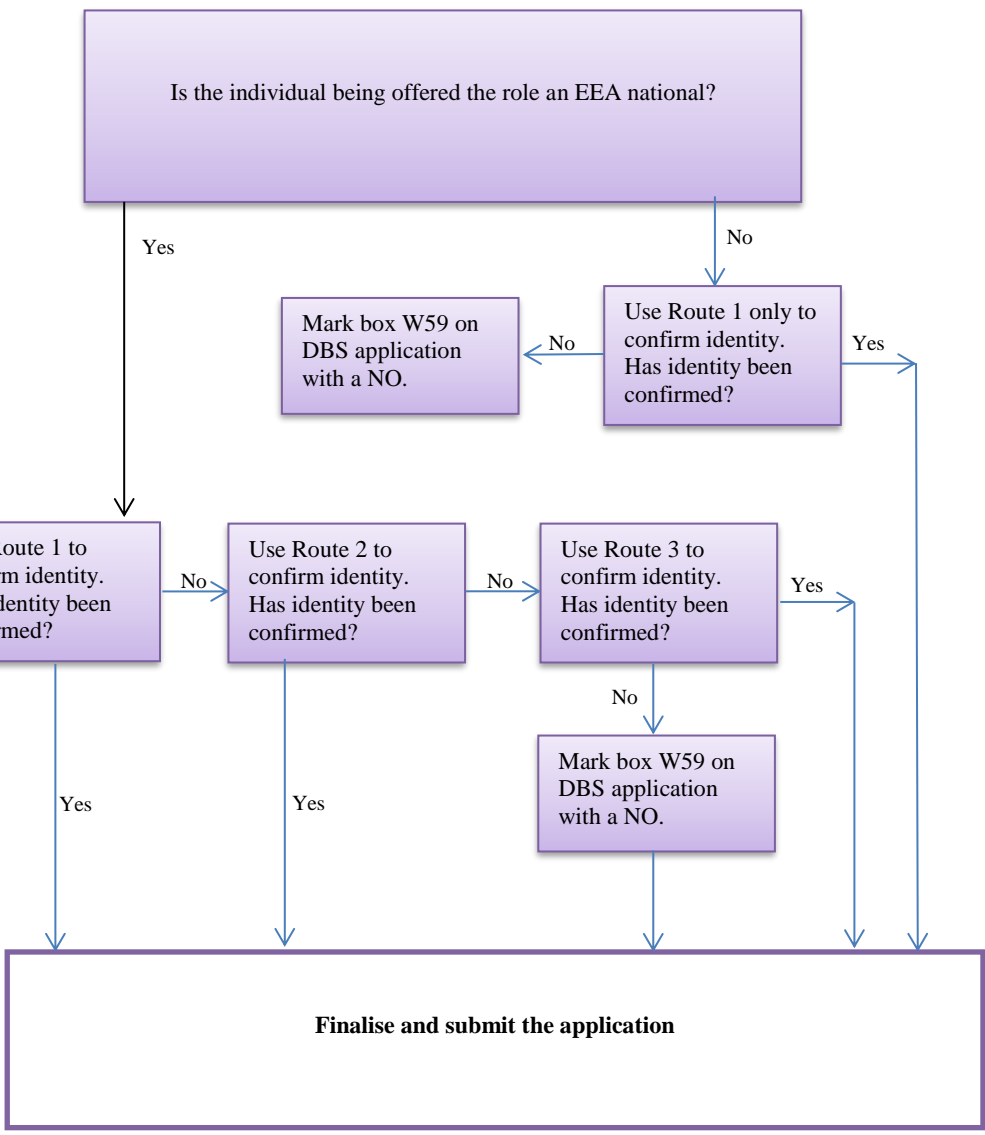 Is the individual being offered the role an EEA national?
Yes
No
Mark box W59 on
DBS application
with a NO.
No
Use Route 1 only to
confirm identity.
Has identity been
confirmed?
Yes
Route 1 to
identity.
been
No
Use Route 2 to
confirm identity.
Has identity been
confirmed?
No
Use Route 3 to
confirm identity.
Has identity been
confirmed?
Yes
No
Mark box W59 on
DBS application
with a NO.
Yes
Yes
Finalise and submit the application